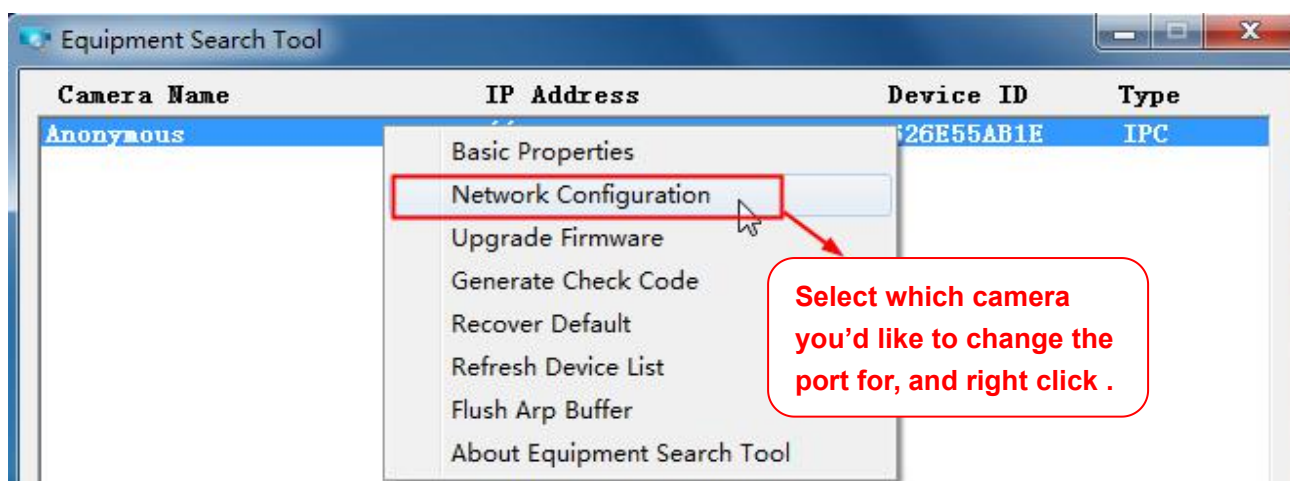 Equipment Search Tool
Camera Name IP Address Device ID Type
Anonymous 626E55AB1E IPC
Basic Properties
Network Configuration
Upgrade Firmware
Generate Check Code
Recover Default
Refresh Device List
Flush Arp Buffer
About Equipment Search Tool
Select which camera
you’d like to change the
port for, and right click .